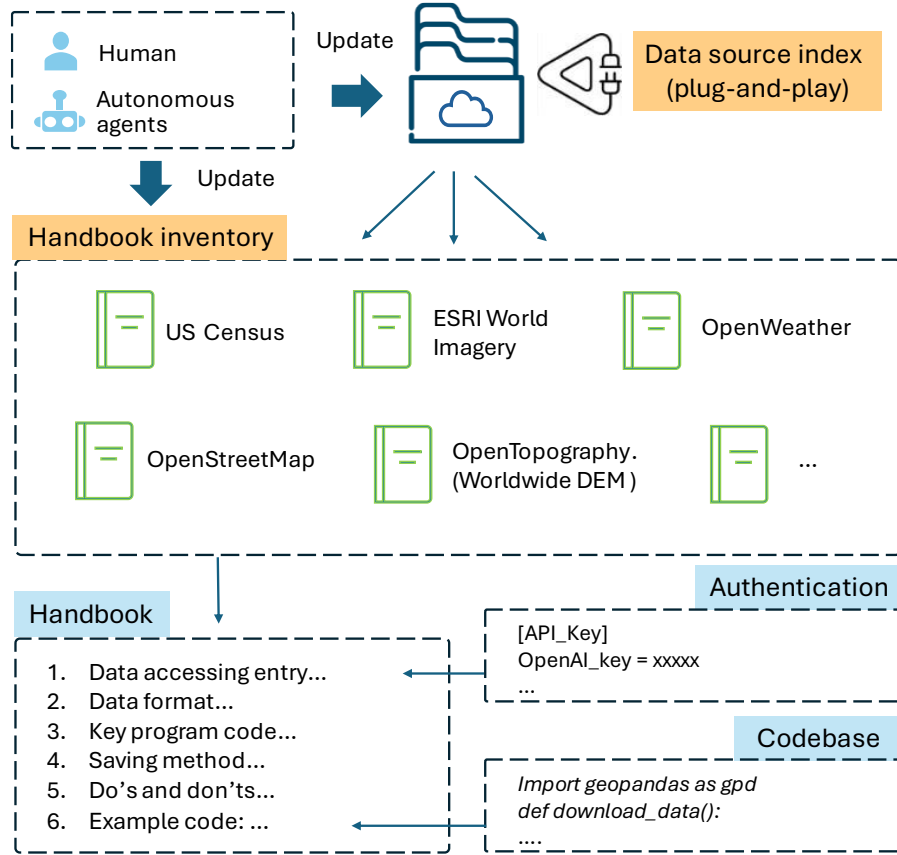 Human
Autonomous
agents
Update
Data source index
(plug-and-play)
Update
Handbook inventory
US Census
ESRI World
Imagery
OpenWeather
OpenStreetMap
OpenTopography.
(Worldwide DEM )
...
Handbook
1. Data accessing entry...
2. Data format...
3. Key program code...
4. Saving method...
5. Do's and don'ts...
6. Example code: ...
Authentication
[API_Key]
OpenAI_key = xxxxx
...
Codebase
Import geopandas as gpd
def download_data():
....